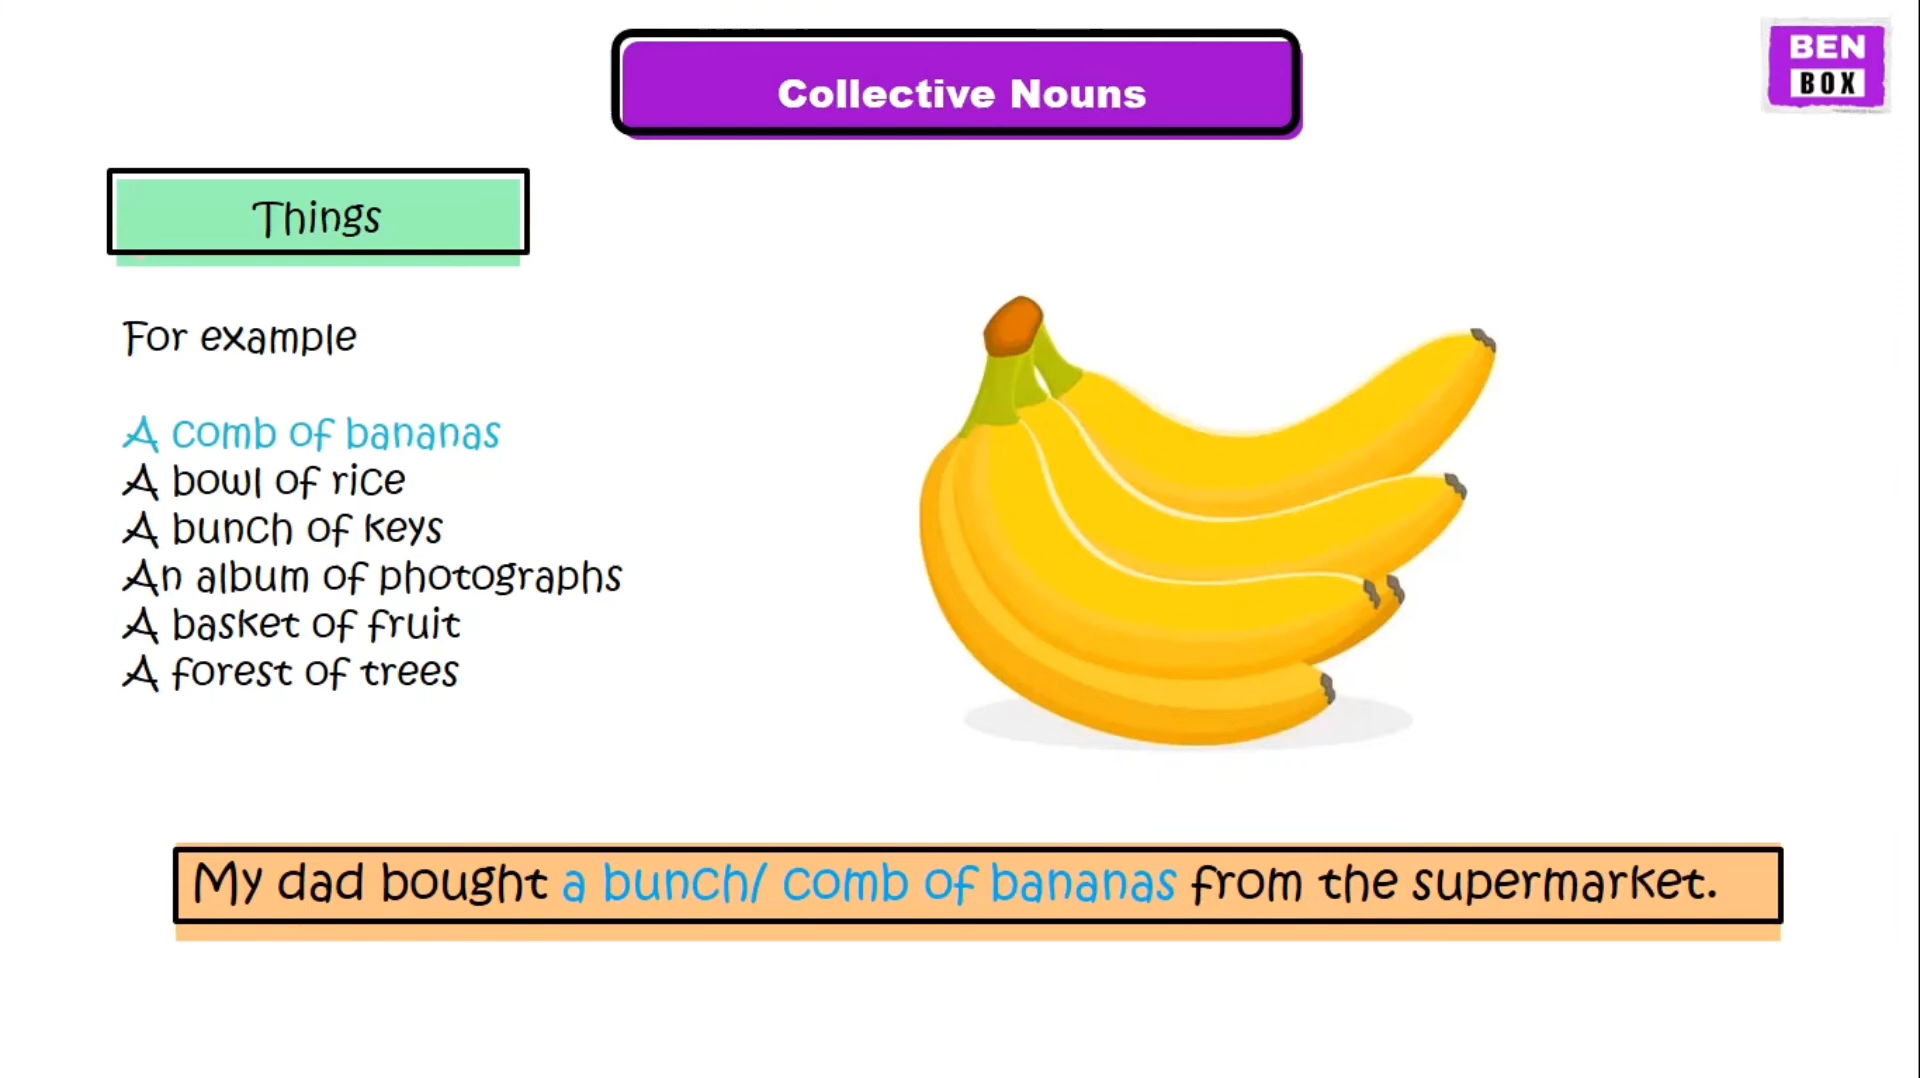 Collective Nouns
BEN
BOX
Things
For example
A comb of bananas
A bowl of rice
A bunch of keys
An album of photographs
A basket of fruit
A forest of trees
My dad bought a bunch/ comb of bananas from the supermarket.